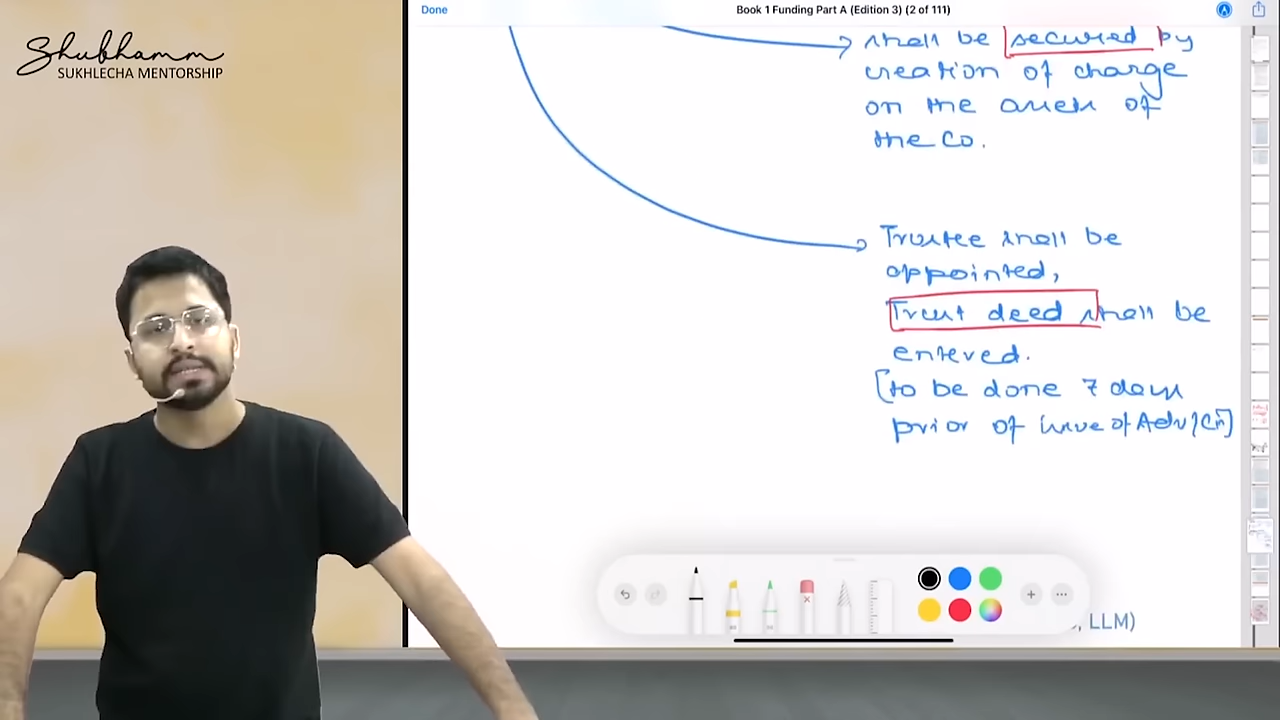 Shubhamm
SUKHLECHA MENTORSHIP
Done
Book 1 Funding Part A (Edition 3) (2 of 111)
shall be secured by
creation of charge
on the assets of
the Co.
Trustee shall be
appointed,
Trust deed shall be
entered.
[to be done 7 days
prior of issue of Adv/Cir]
, LLM)